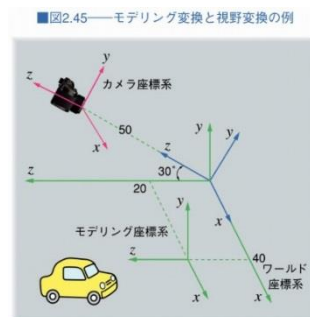 ■図2.45——モデリング変換と視野変換の例
y
z
カメラ座標系
x
50
y
y
z
z
30°
20
x
モデリング座標系
y
z
40
ワールド
座標系
x
x